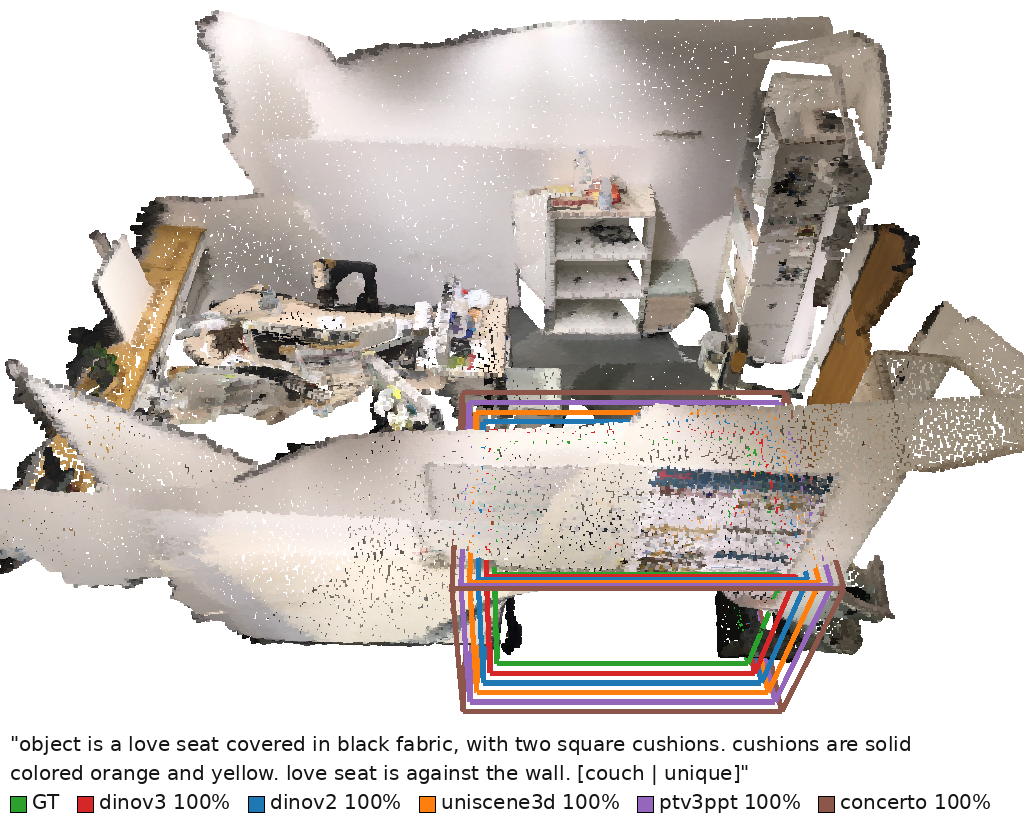 "object is a love seat covered in black fabric, with two square cushions. cushions are solid
colored orange and yellow. love seat is against the wall. [couch | unique]"
GT dinov3 100% dinov2 100% uniscene3d 100% ptv3ppt 100% concerto 100%